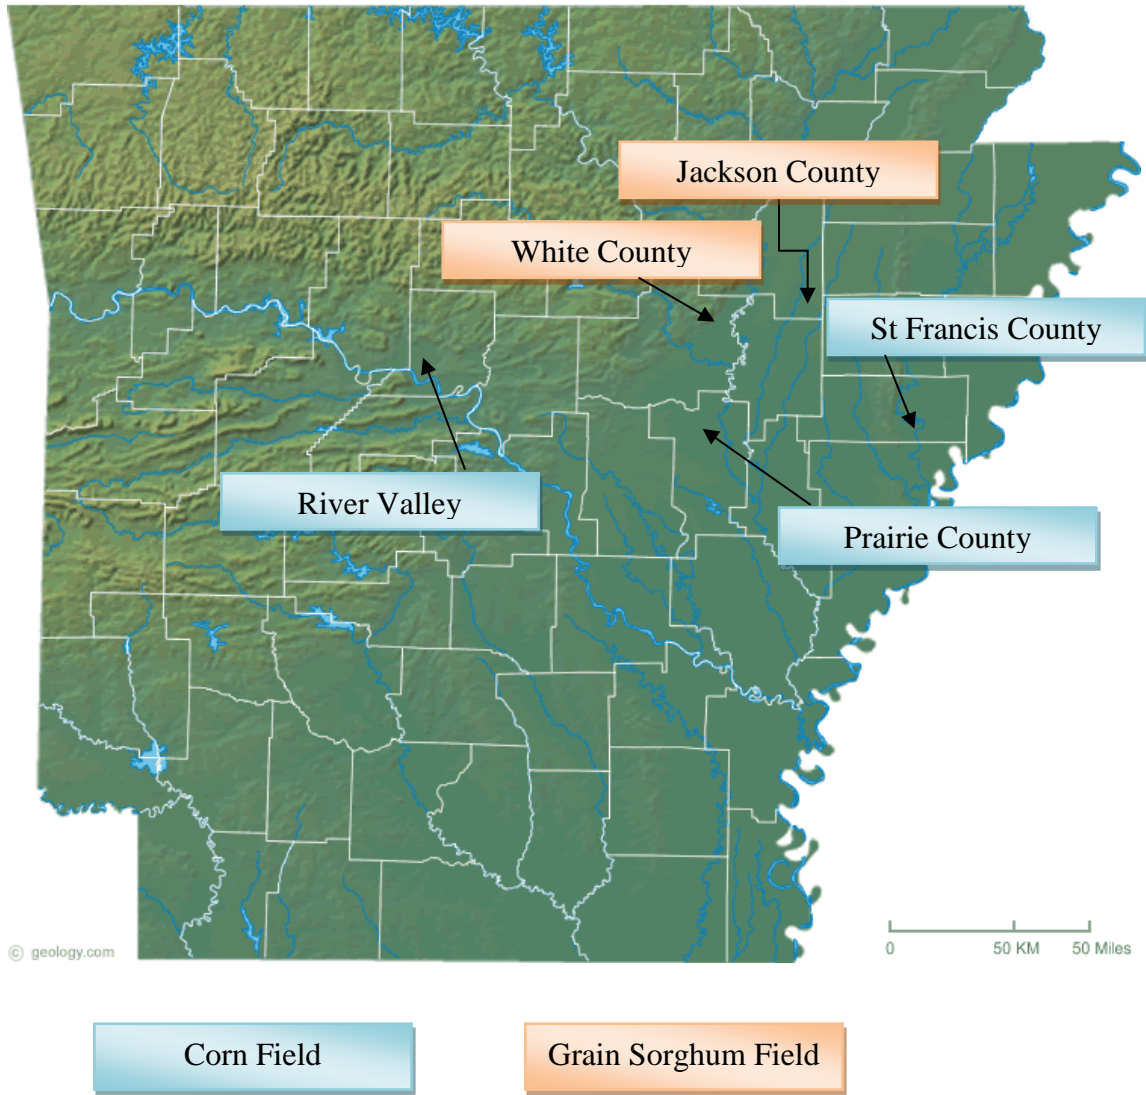 Jackson County
White County
St Francis County
River Valley
Prairie County
© geology.com
0 50 KM 50 Miles
Corn Field
Grain Sorghum Field